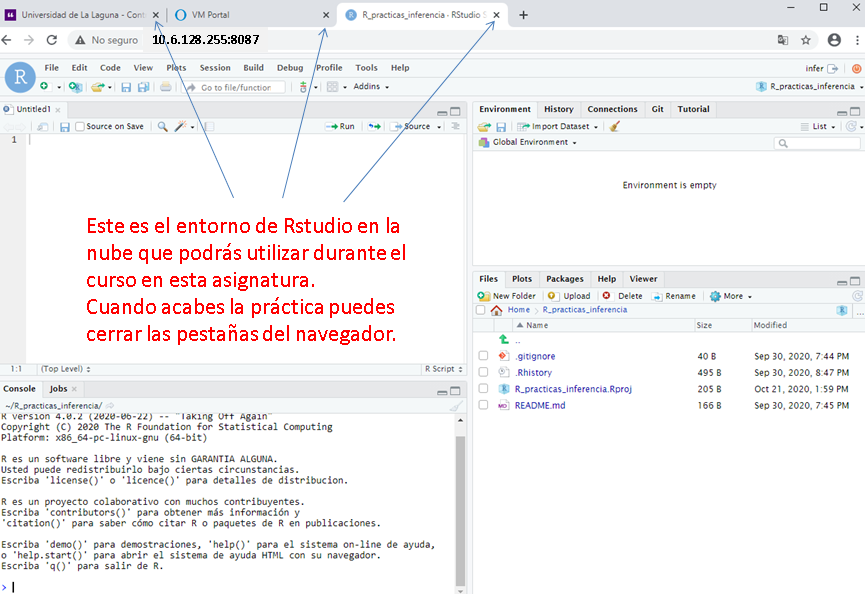 Universidad de La Laguna - Cont
VM Portal
R_practicas_inferencia - RStudio S
No seguro
10.6.128.255:8087
R
File Edit Code View Plots Session Build Debug Profile Tools Help
infer
Go to file/function
Addins
R_practicas_inferencia
Untitled1
Source on Save
Run
Source
1
Este es el entorno de Rstudio en la
nube que podrás utilizar durante el
curso en esta asignatura.
Cuando acabes la práctica puedes
cerrar las pestañas del navegador.
1:1 (Top Level)
R Script
Environment History Connections Git Tutorial
Import Dataset
List
Global Environment
Environment is empty
Files Plots Packages Help Viewer
New Folder Upload Delete Rename More
Home R_practicas_inferencia
Name Size Modified
..
.gitignore 40 B Sep 30, 2020, 7:44 PM
.Rhistory 495 B Sep 30, 2020, 8:47 PM
R_practicas_inferencia.Rproj 205 B Oct 21, 2020, 1:59 PM
README.md 166 B Sep 30, 2020, 7:45 PM
Console Jobs
~/R_practicas_inferencia/
R version 4.0.2 (2020-06-22) -- "Taking Off Again"
Copyright (C) 2020 The R Foundation for Statistical Computing
Platform: x86_64-pc-linux-gnu (64-bit)
R es un software libre y viene sin GARANTIA ALGUNA.
Usted puede redistribuirlo bajo ciertas circunstancias.
Escriba 'license()' o 'licence()' para detalles de distribucion.
R es un proyecto colaborativo con muchos contribuyentes.
Escriba 'contributors()' para obtener más información y
'citation()' para saber cómo citar R o paquetes de R en publicaciones.
Escriba 'demo()' para demostraciones, 'help()' para el sistema on-line de ayuda,
o 'help.start()' para abrir el sistema de ayuda HTML con su navegador.
Escriba 'q()' para salir de R.
>